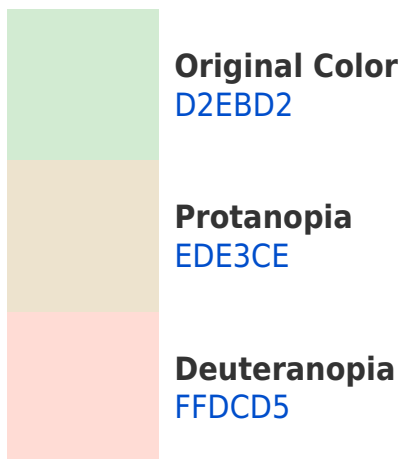 Original Color
D2EBD2
Protanopia
EDE3CE
Deuteranopia
FFDCD5